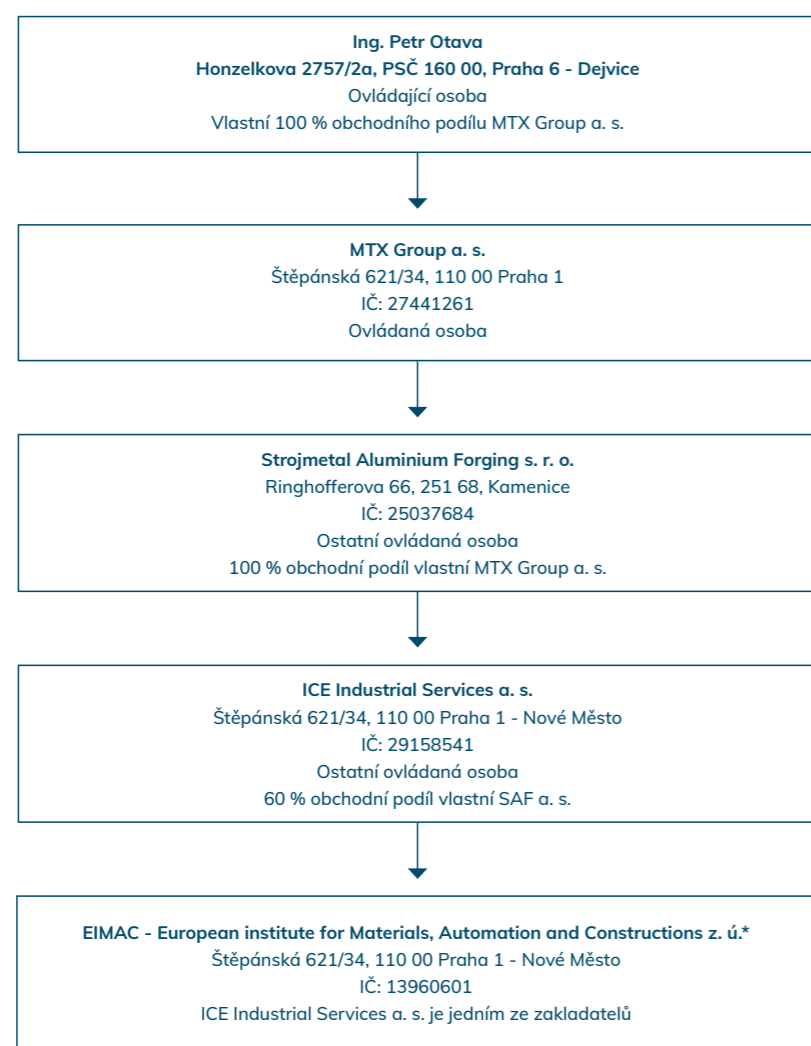 Ing. Petr Otava
Honzelkova 2757/2a, PSČ 160 00, Praha 6 - Dejvice
Ovládající osoba
Vlastní 100 % obchodního podílu MTX Group a. s.
MTX Group a. s.
Štěpánská 621/34, 110 00 Praha 1
IČ: 27441261
Ovládaná osoba
Strojmetal Aluminium Forging s. r. o.
Ringhofferova 66, 251 68, Kamenice
IČ: 25037684
Ostatní ovládaná osoba
100 % obchodní podíl vlastní MTX Group a. s.
ICE Industrial Services a. s.
Štěpánská 621/34, 110 00 Praha 1 - Nové Město
IČ: 29158541
Ostatní ovládaná osoba
60 % obchodní podíl vlastní SAF a. s.
EIMAC - European institute for Materials, Automation and Constructions z. ú.*
Štěpánská 621/34, 110 00 Praha 1 - Nové Město
IČ: 13960601
ICE Industrial Services a. s. je jedním ze zakladatelů